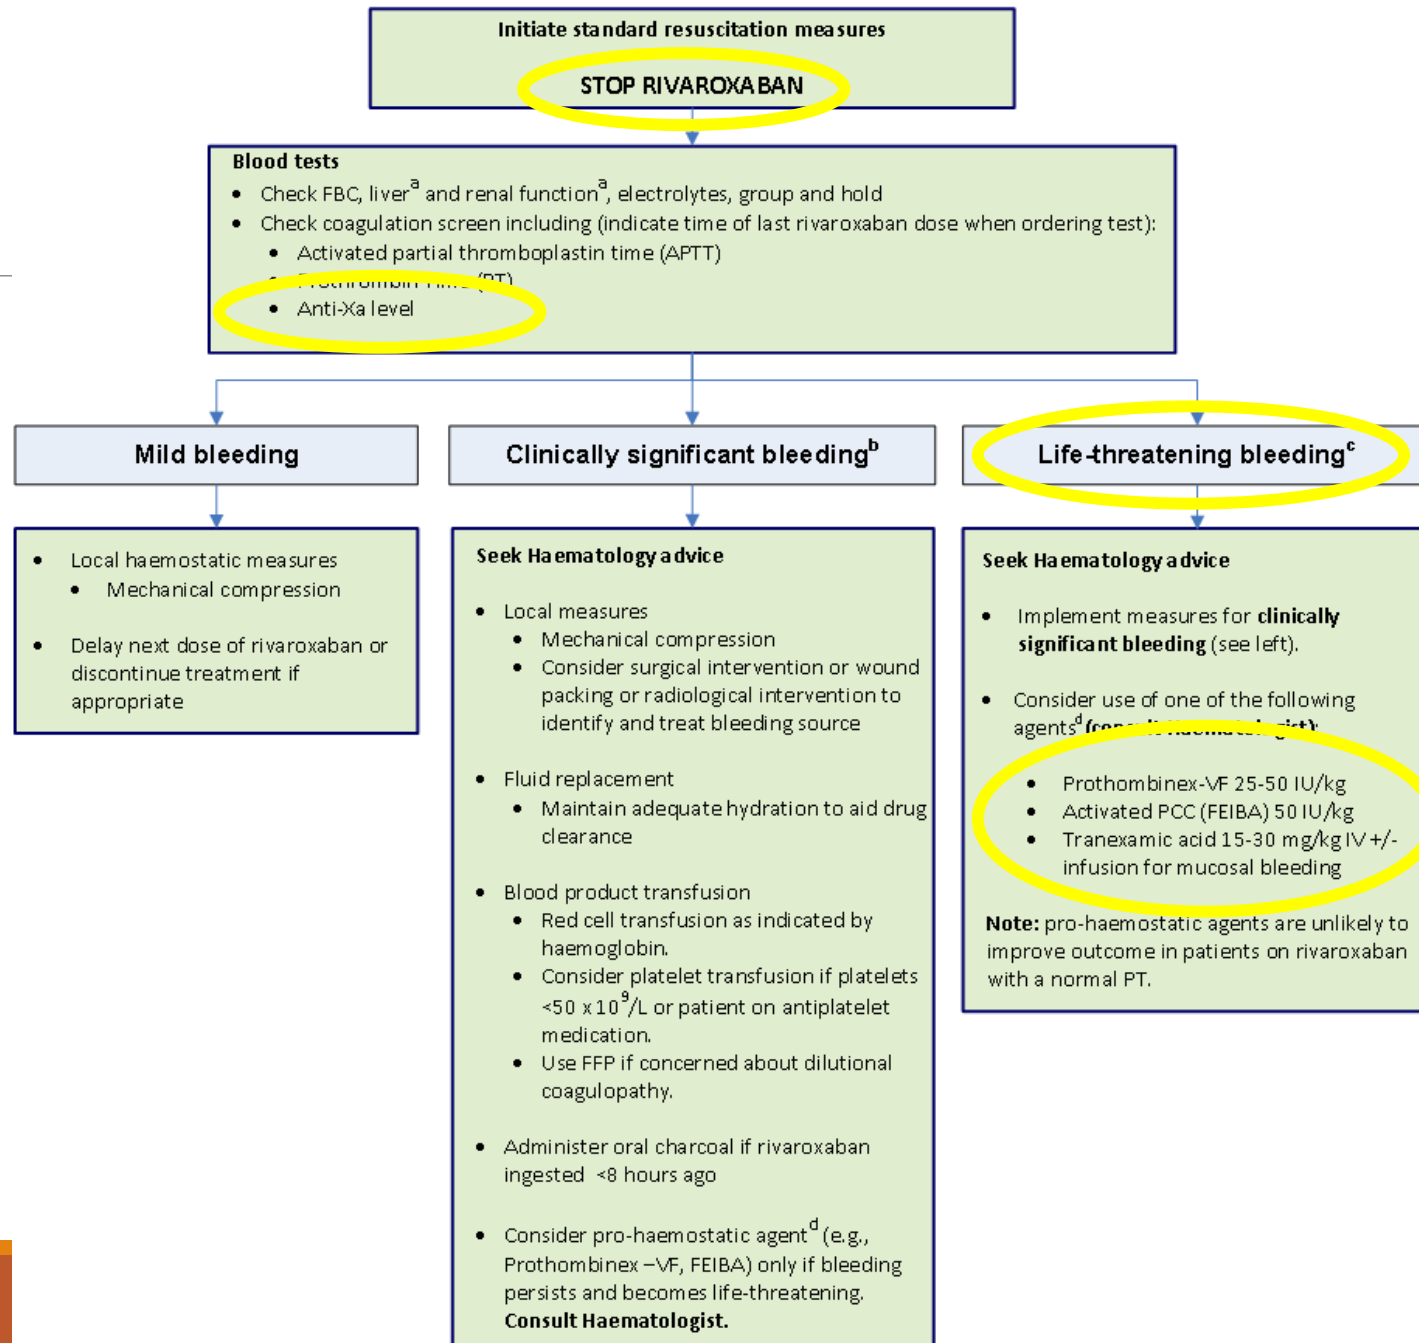 Initiate standard resuscitation measures
STOP RIVAROXABAN
Blood tests
• Check FBC, liver^a and renal function^a, electrolytes, group and hold
• Check coagulation screen including (indicate time of last rivaroxaban dose when ordering test):
• Activated partial thromboplastin time (APTT)
• Prothrombin Time (PT)
• Anti-Xa level
Mild bleeding
• Local haemostatic measures
• Mechanical compression
• Delay next dose of rivaroxaban or
discontinue treatment if
appropriate
Clinically significant bleeding^b
Seek Haematology advice
• Local measures
• Mechanical compression
• Consider surgical intervention or wound
packing or radiological intervention to
identify and treat bleeding source
• Fluid replacement
• Maintain adequate hydration to aid drug
clearance
• Blood product transfusion
• Red cell transfusion as indicated by
haemoglobin.
• Consider platelet transfusion if platelets
<50 x 10^9/L or patient on antiplatelet
medication.
• Use FFP if concerned about dilutional
coagulopathy.
• Administer oral charcoal if rivaroxaban
ingested <8 hours ago
• Consider pro-haemostatic agent^d (e.g.,
Prothombinex –VF, FEIBA) only if bleeding
persists and becomes life-threatening.
Consult Haematologist.
Life-threatening bleeding^c
Seek Haematology advice
• Implement measures for clinically
significant bleeding (see left).
• Consider use of one of the following
agents^d (consult Haematologist):
• Prothombinex-VF 25-50 IU/kg
• Activated PCC (FEIBA) 50 IU/kg
• Tranexamic acid 15-30 mg/kg IV +/-
infusion for mucosal bleeding
Note: pro-haemostatic agents are unlikely to
improve outcome in patients on rivaroxaban
with a normal PT.